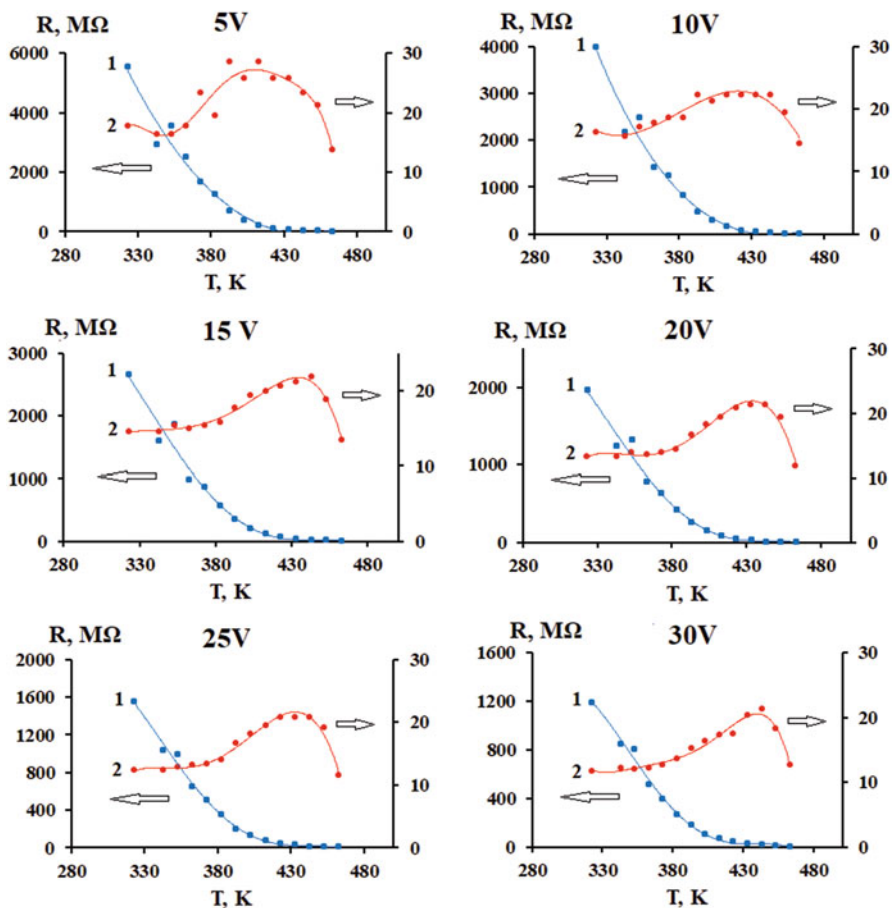 R, MΩ 5V
6000 1 30
4000 20
2 2000 10
0 0
280 330 380 430 480
T, K
R, MΩ 10V
4000 1 30
3000 20
2
2000 10
1000
0 0
280 330 380 430 480
T, K
R, MΩ 15 V
3000 1
20
2000 2
10
1000
0 0
280 330 380 430 480
T, K
R, MΩ 20V
30
2000 1
20
2
1000 10
0 0
280 330 380 430 480
T, K
R, MΩ 25V
2000 30
1600 1
1200 20
800 2 10
400
0 0
280 330 380 430 480
T, K
R, MΩ 30V
1600 30
1200 1 20
800 2 10
400
0 0
280 330 380 430 480
T, K